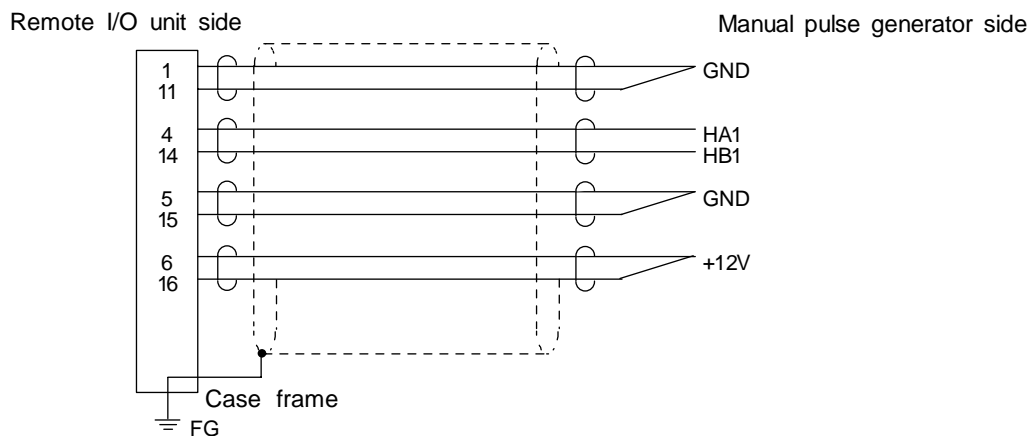 Remote I/O unit side
Manual pulse generator side
1
GND
11
4
HA1
14
HB1
5
GND
15
6
+12V
16
Case frame
FG